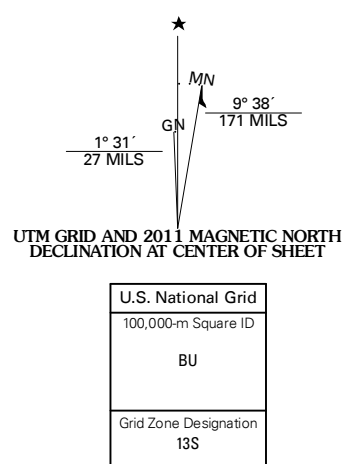 MN
9° 38´
171 MILS
GN
1° 31´
27 MILS
UTM GRID AND 2011 MAGNETIC NORTH
DECLINATION AT CENTER OF SHEET
U.S. National Grid
100,000-m Square ID
BU
Grid Zone Designation
13S